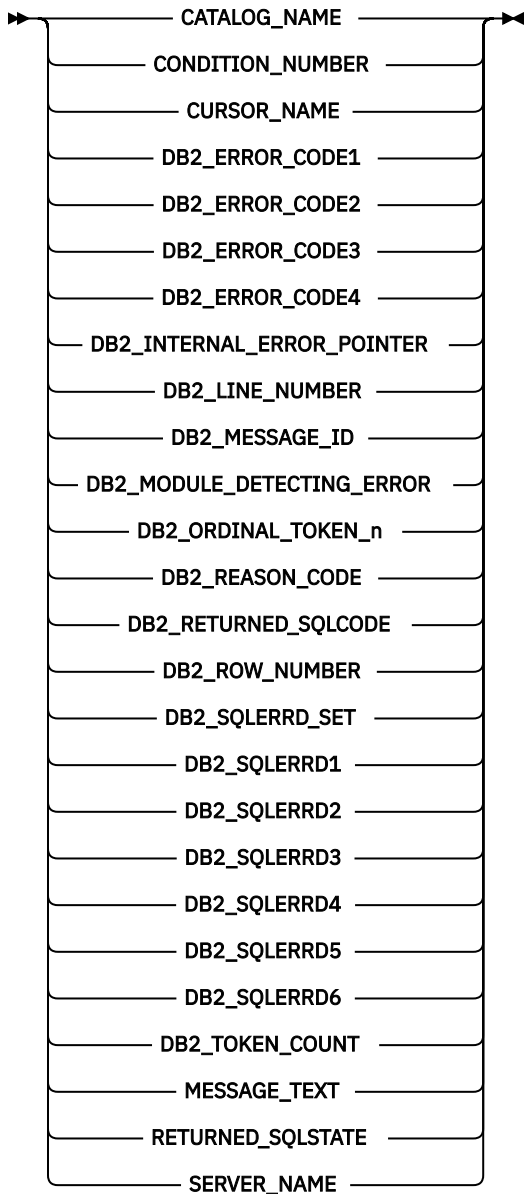 CATALOG_NAME
CONDITION_NUMBER
CURSOR_NAME
DB2_ERROR_CODE1
DB2_ERROR_CODE2
DB2_ERROR_CODE3
DB2_ERROR_CODE4
DB2_INTERNAL_ERROR_POINTER
DB2_LINE_NUMBER
DB2_MESSAGE_ID
DB2_MODULE_DETECTING_ERROR
DB2_ORDINAL_TOKEN_n
DB2_REASON_CODE
DB2_RETURNED_SQLCODE
DB2_ROW_NUMBER
DB2_SQLERRD_SET
DB2_SQLERRD1
DB2_SQLERRD2
DB2_SQLERRD3
DB2_SQLERRD4
DB2_SQLERRD5
DB2_SQLERRD6
DB2_TOKEN_COUNT
MESSAGE_TEXT
RETURNED_SQLSTATE
SERVER_NAME